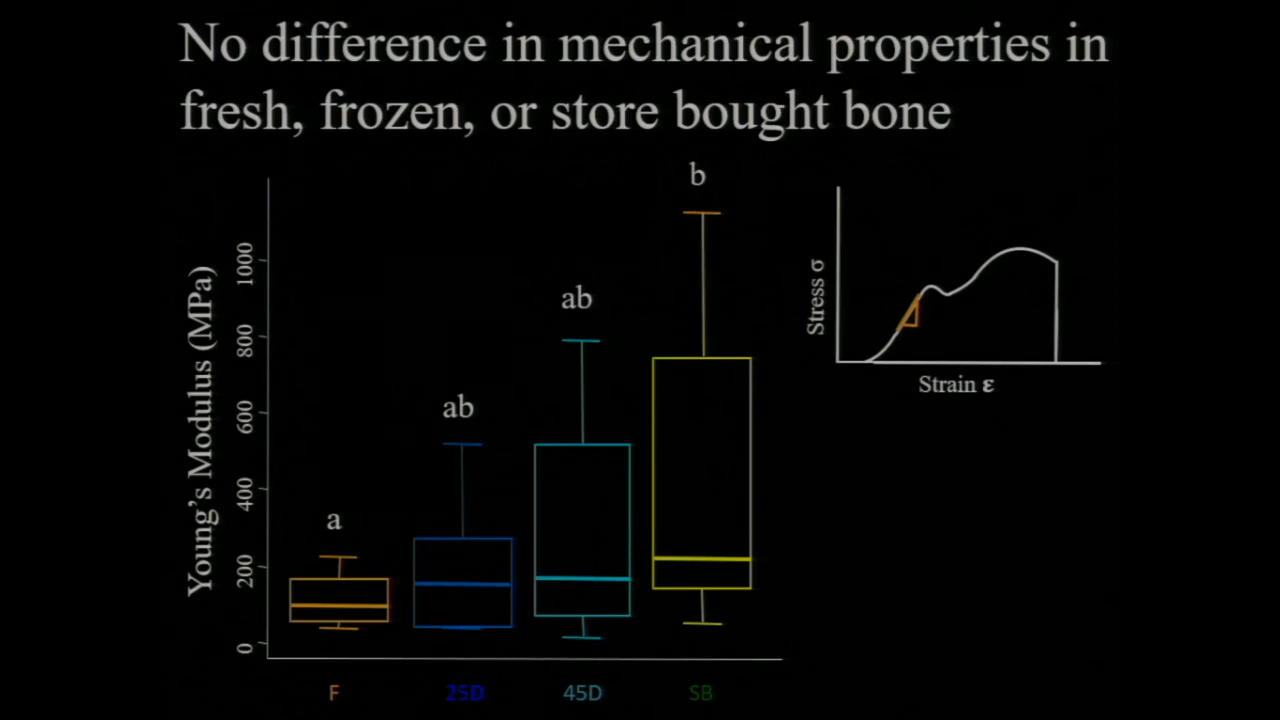 No difference in mechanical properties in
fresh, frozen, or store bought bone
b
ab
ab
a
Young's Modulus (MPa)
1000
800
600
400
200
0
F
25D
45D
SB
Stress σ
Strain ε